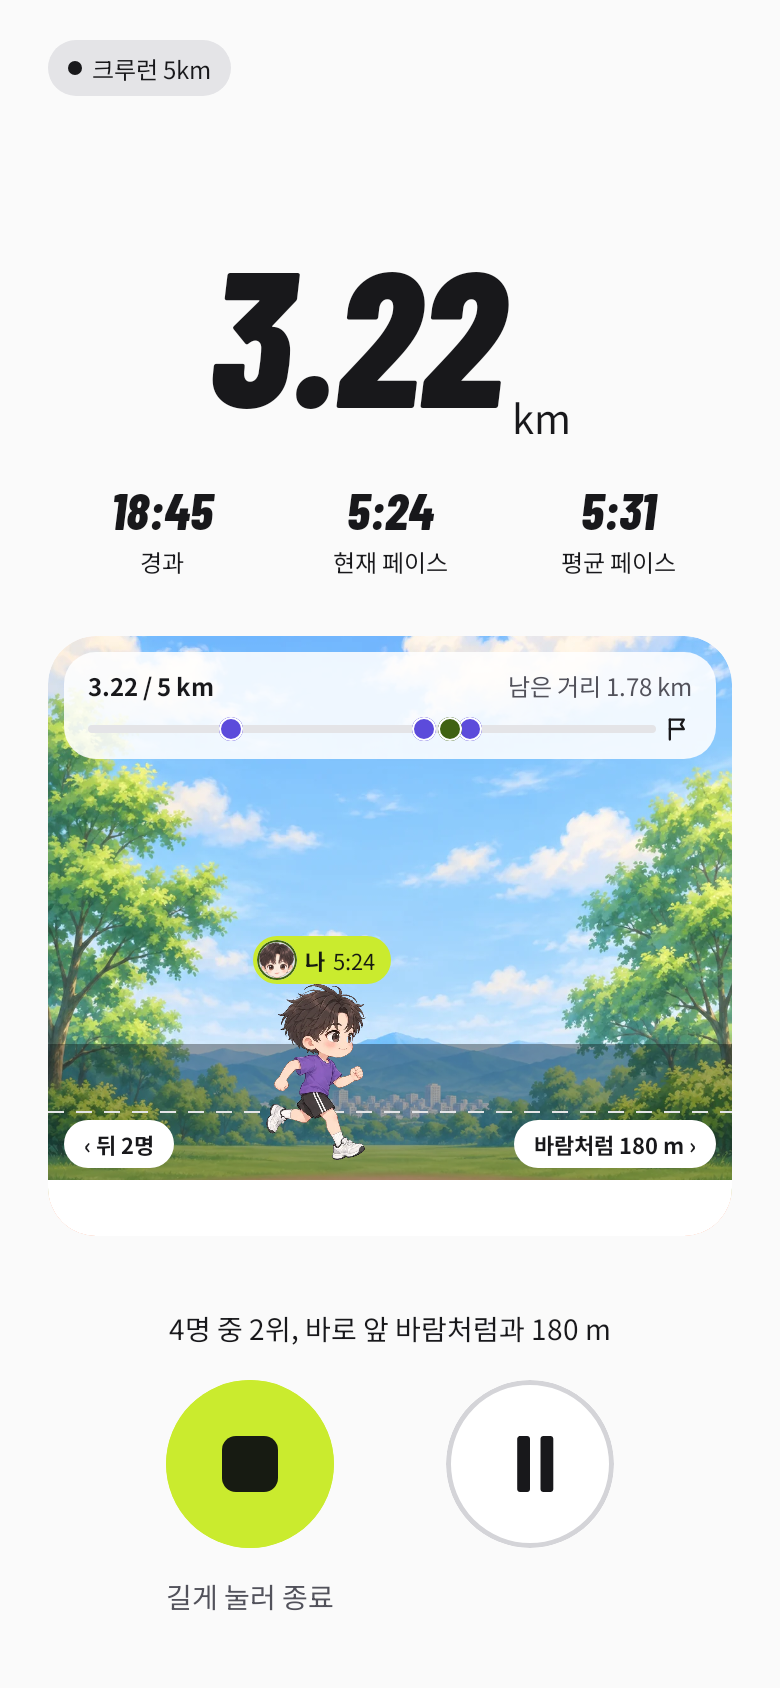 크루런 5km
3.22 km
18:45 5:24 5:31
경과 현재 페이스 평균 페이스
3.22 / 5 km 남은 거리 1.78 km
나 5:24
‹ 뒤 2명 바람처럼 180 m ›
4명 중 2위, 바로 앞 바람처럼과 180 m
길게 눌러 종료